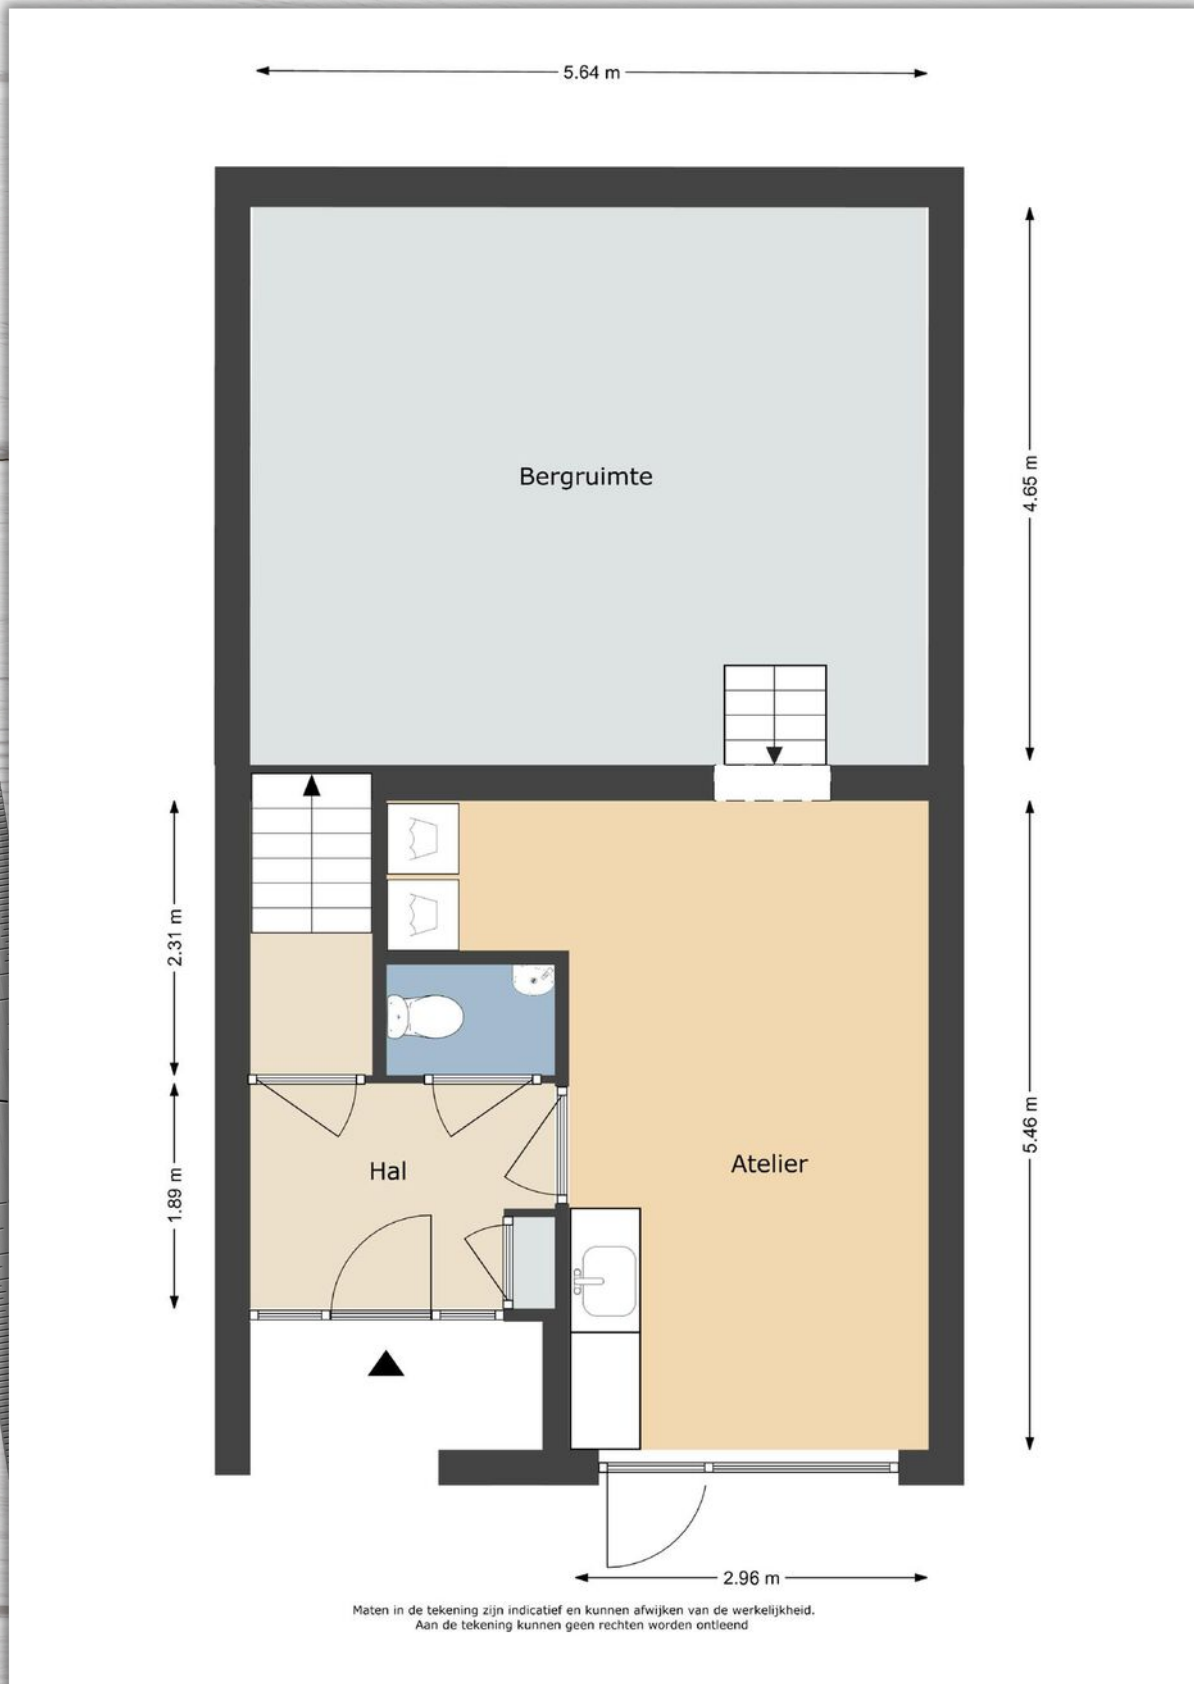 5.64 m
Bergruimte
4.65 m
2.31 m
1.89 m
Hal
Atelier
5.46 m
2.96 m
Maten in de tekening zijn indicatief en kunnen afwijken van de werkelijkheid.
Aan de tekening kunnen geen rechten worden ontleend